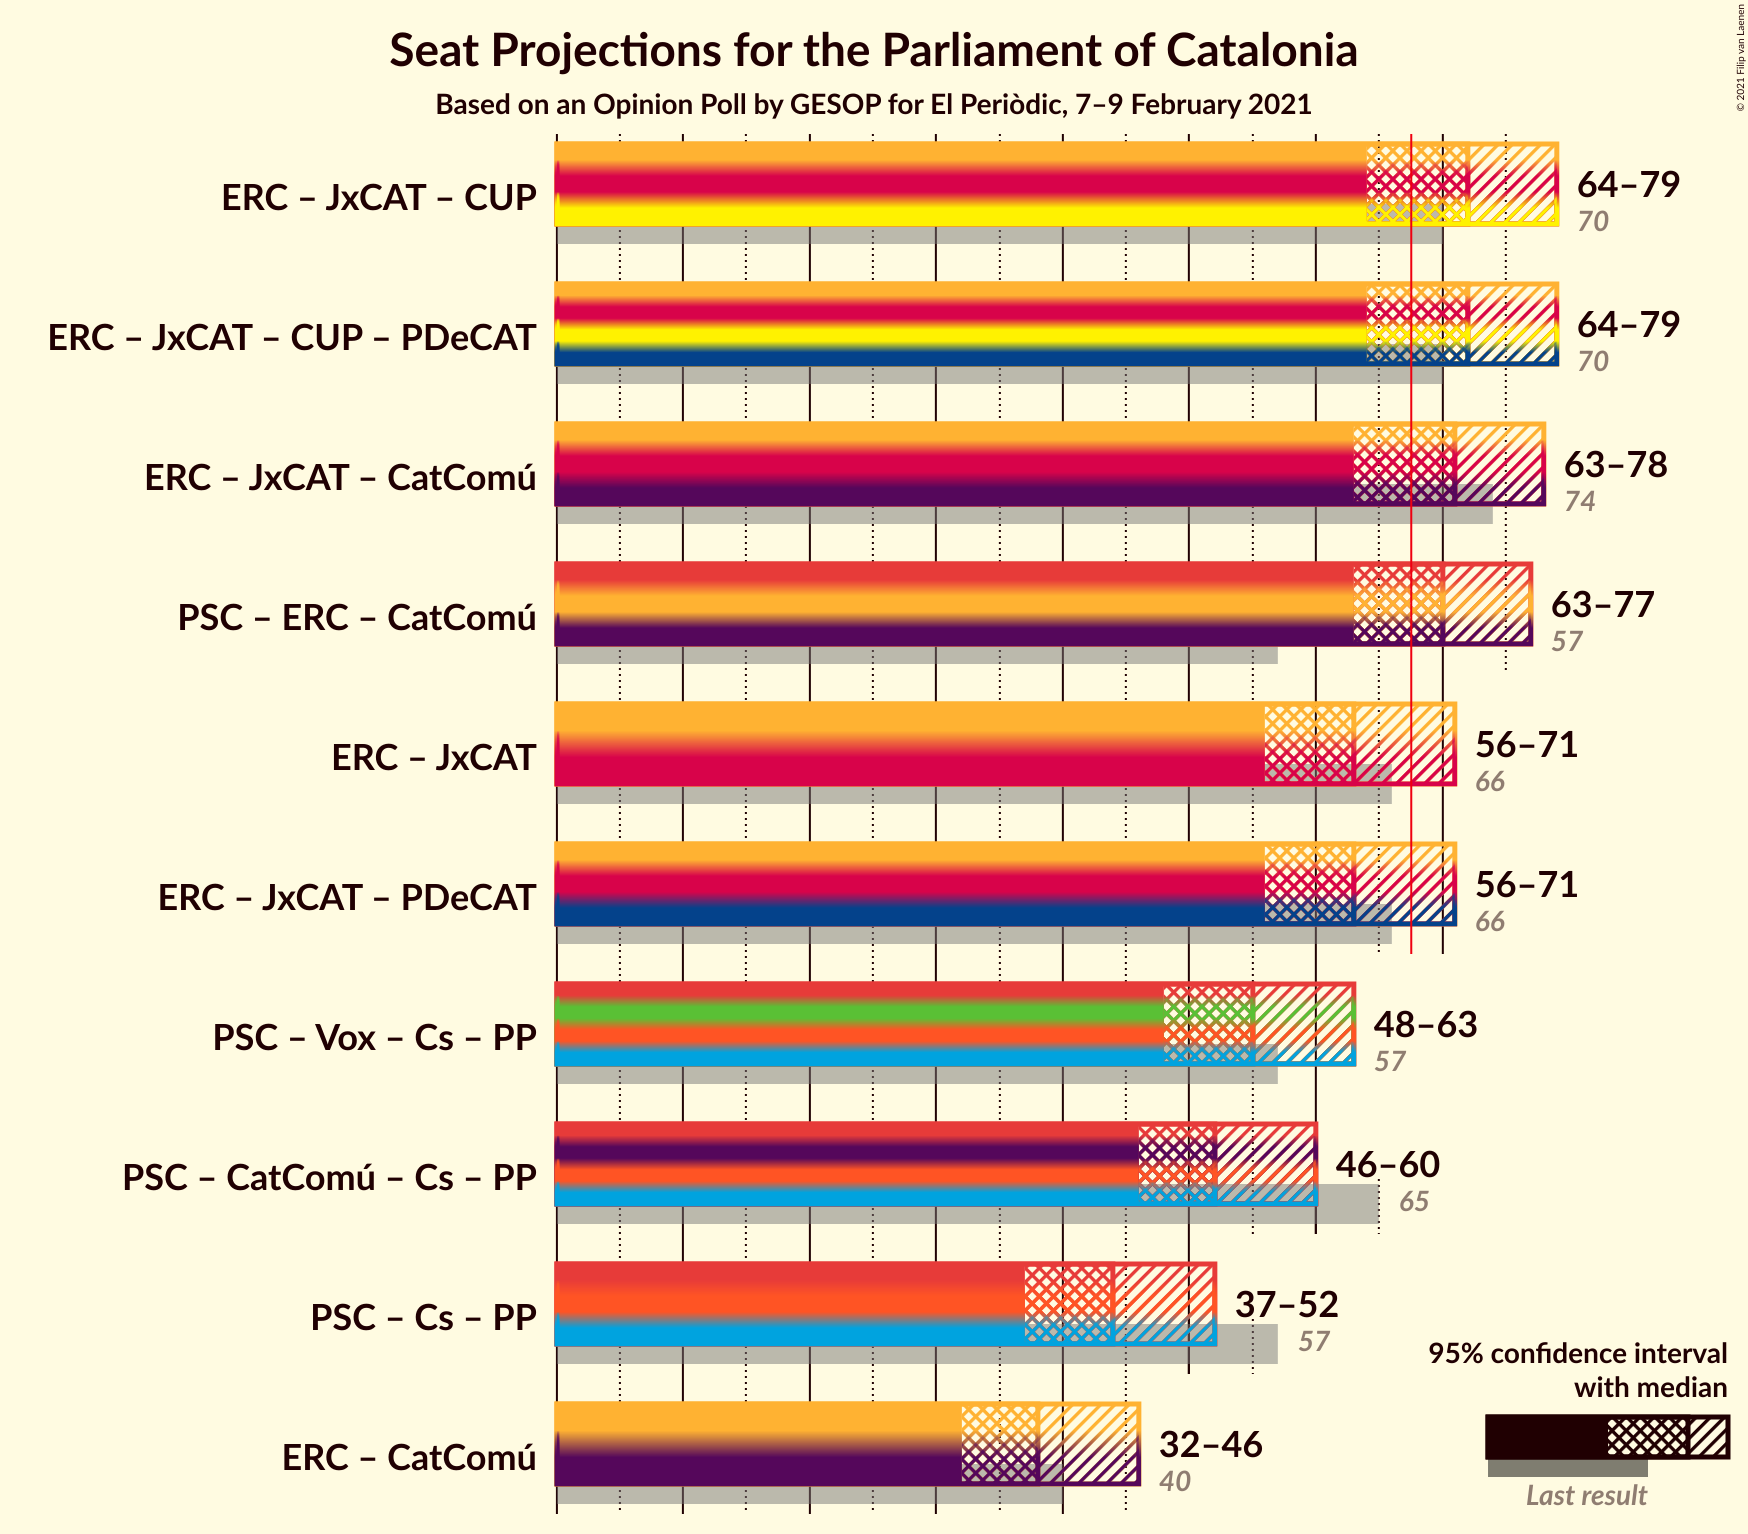 Seat Projections for the Parliament of Catalonia
Based on an Opinion Poll by GESOP for El Periòdic, 7–9 February 2021
© 2021 Filip van Laenen
ERC – JxCAT – CUP
64–79
70
ERC – JxCAT – CUP – PDeCAT
64–79
70
ERC – JxCAT – CatComú
63–78
74
PSC – ERC – CatComú
63–77
57
ERC – JxCAT
56–71
66
ERC – JxCAT – PDeCAT
56–71
66
PSC – Vox – Cs – PP
48–63
57
PSC – CatComú – Cs – PP
46–60
65
PSC – Cs – PP
37–52
57
ERC – CatComú
32–46
40
95% confidence interval
with median
Last result